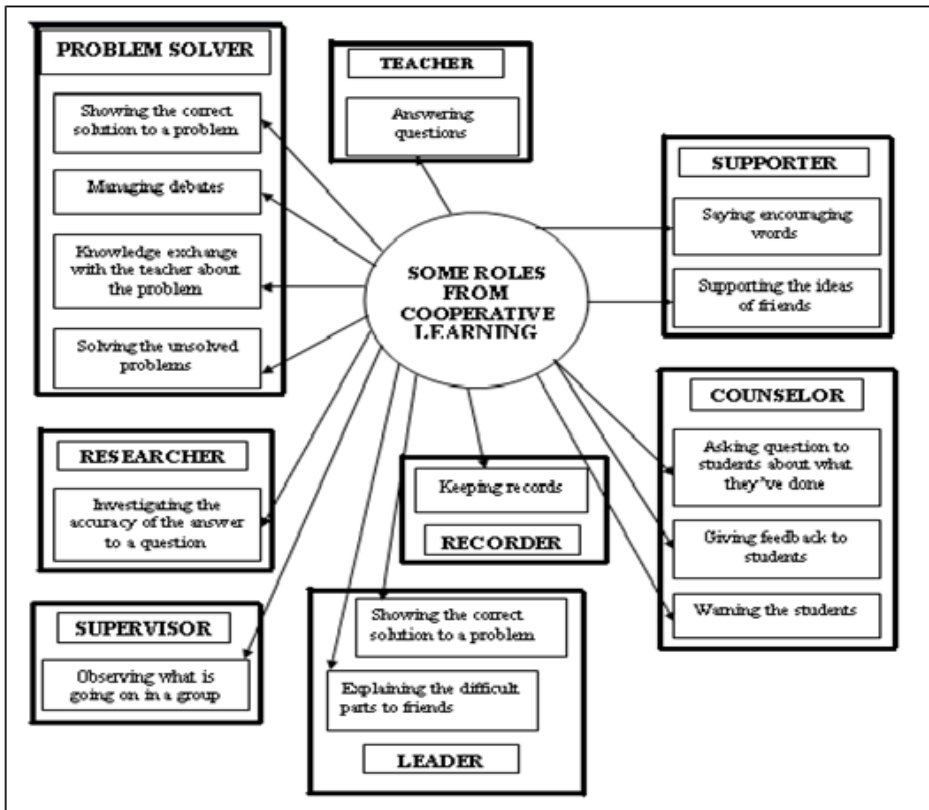 PROBLEM SOLVER
Showing the correct
solution to a problem
Managing debates
Knowledge exchange
with the teacher about
the problem
Solving the unsolved
problems
TEACHER
Answering
questions
SUPPORTER
Saying encouraging
words
Supporting the ideas
of friends
SOME ROLES
FROM
COOPERATIVE
LEARNING
COUNSELOR
Asking question to
students about what
they've done
Giving feedback to
students
Warning the students
RESEARCHER
Investigating the
accuracy of the answer
to a question
Keeping records
RECORDER
SUPERVISOR
Observing what is
going on in a group
Showing the correct
solution to a problem
Explaining the difficult
parts to friends
LEADER